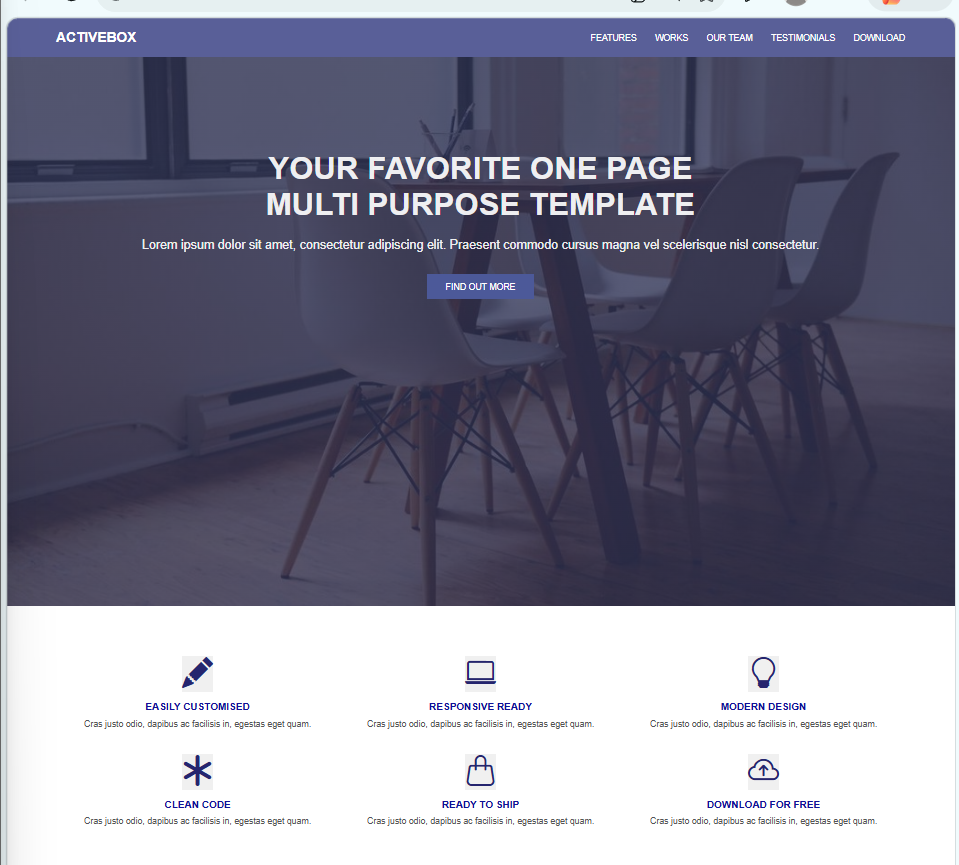 ACTIVEBOX
FEATURES WORKS OUR TEAM TESTIMONIALS DOWNLOAD
YOUR FAVORITE ONE PAGE
MULTI PURPOSE TEMPLATE
Lorem ipsum dolor sit amet, consectetur adipiscing elit. Praesent commodo cursus magna vel scelerisque nisl consectetur.
FIND OUT MORE
EASILY CUSTOMISED
Cras justo odio, dapibus ac facilisis in, egestas eget quam.
RESPONSIVE READY
Cras justo odio, dapibus ac facilisis in, egestas eget quam.
MODERN DESIGN
Cras justo odio, dapibus ac facilisis in, egestas eget quam.
CLEAN CODE
Cras justo odio, dapibus ac facilisis in, egestas eget quam.
READY TO SHIP
Cras justo odio, dapibus ac facilisis in, egestas eget quam.
DOWNLOAD FOR FREE
Cras justo odio, dapibus ac facilisis in, egestas eget quam.